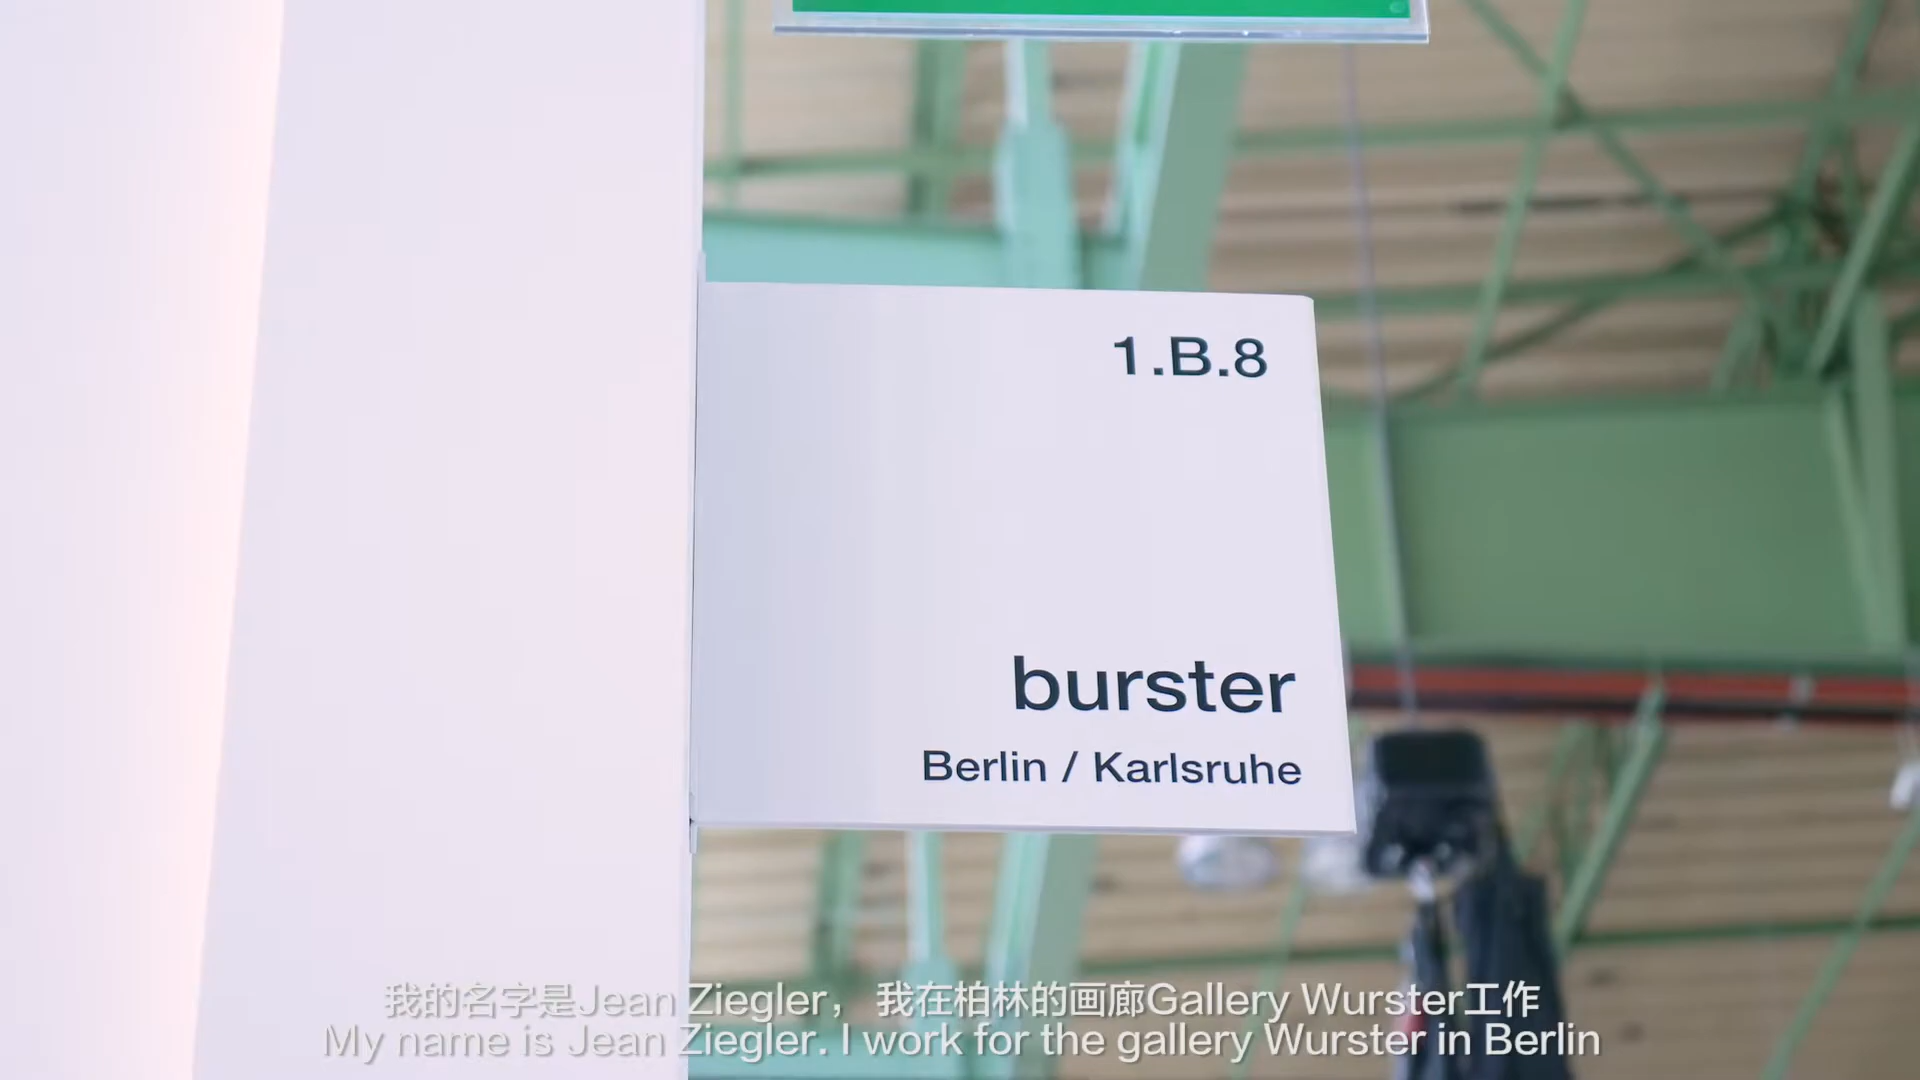 1.B.8
burster
Berlin / Karlsruhe
我的名字是Jean Ziegler， 我在柏林的画廊Gallery Wurster工作
My name is Jean Ziegler. I work for the gallery Wurster in Berlin